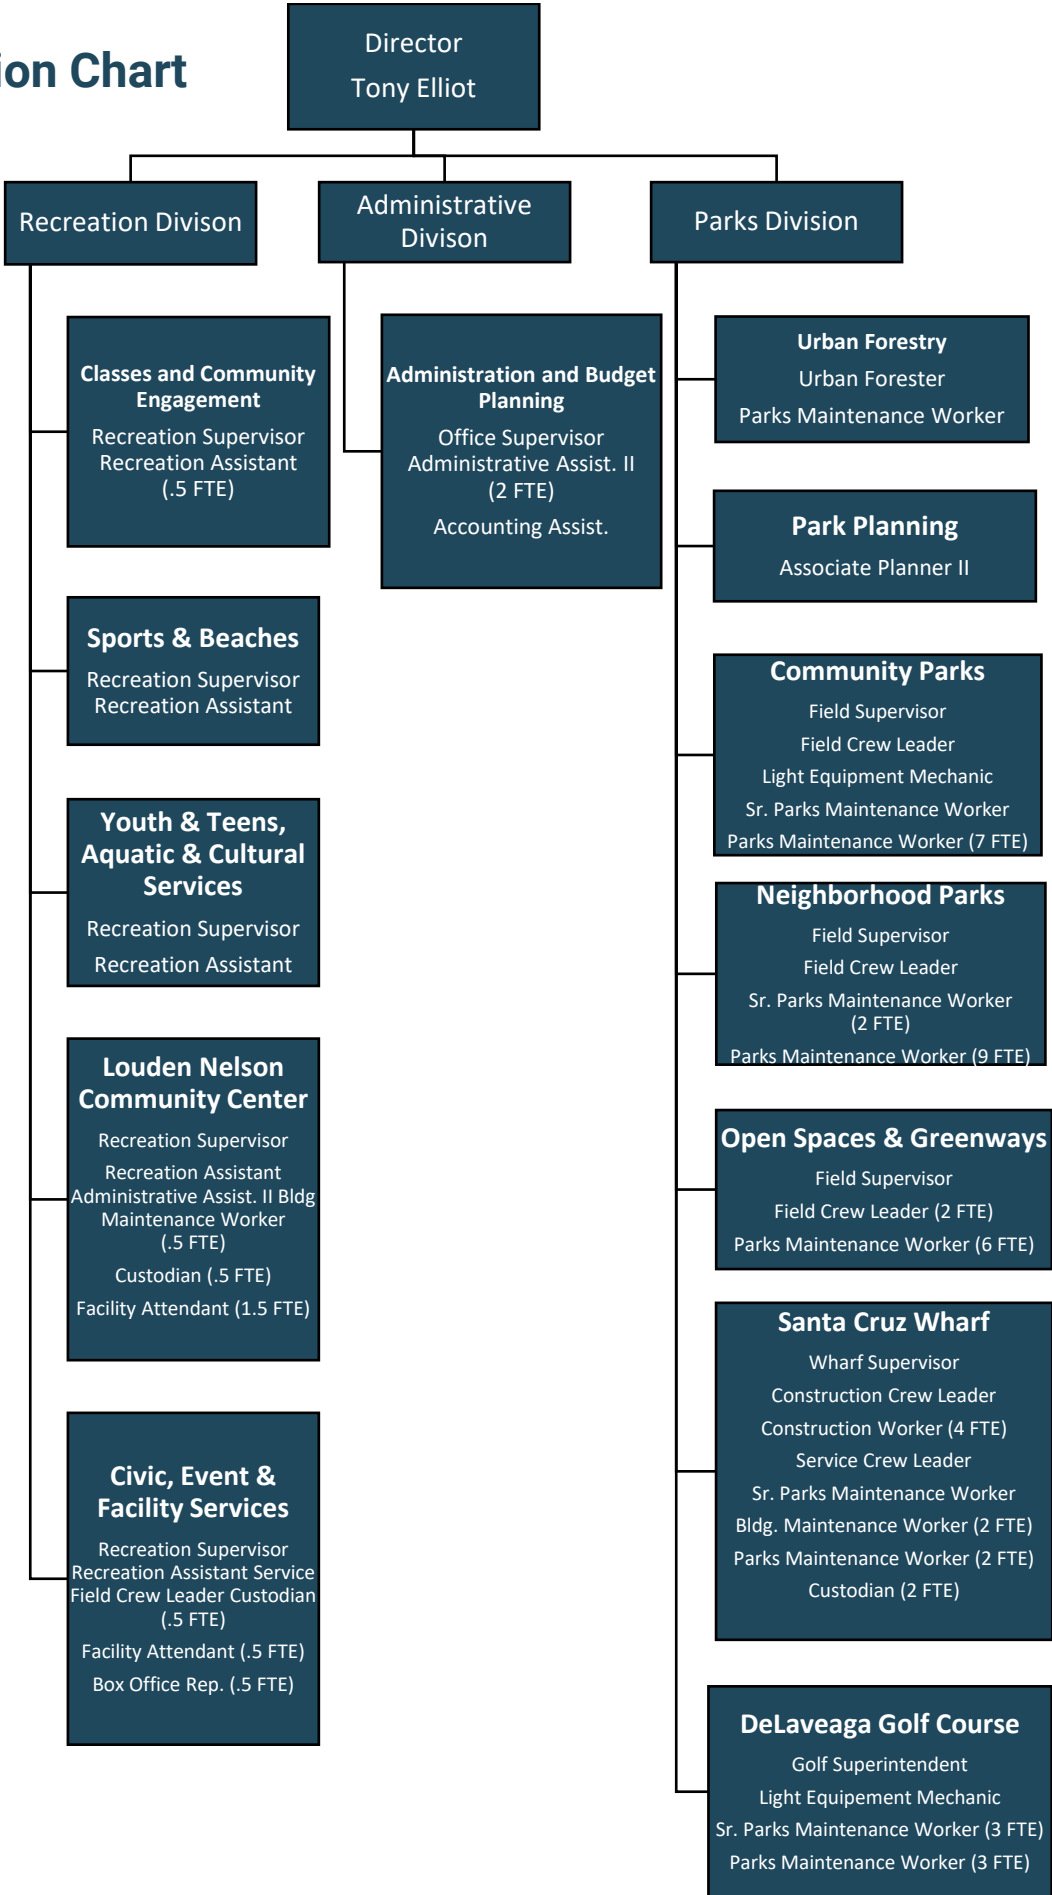 ion Chart
Director
Tony Elliot
Recreation Divison
Administrative
Divison
Parks Division
Classes and Community
Engagement
Recreation Supervisor
Recreation Assistant
(.5 FTE)
Sports & Beaches
Recreation Supervisor
Recreation Assistant
Youth & Teens,
Aquatic & Cultural
Services
Recreation Supervisor
Recreation Assistant
Louden Nelson
Community Center
Recreation Supervisor
Recreation Assistant
Administrative Assist. II Bldg
Maintenance Worker
(.5 FTE)
Custodian (.5 FTE)
Facility Attendant (1.5 FTE)
Civic, Event &
Facility Services
Recreation Supervisor
Recreation Assistant Service
Field Crew Leader Custodian
(.5 FTE)
Facility Attendant (.5 FTE)
Box Office Rep. (.5 FTE)
Administration and Budget
Planning
Office Supervisor
Administrative Assist. II
(2 FTE)
Accounting Assist.
Urban Forestry
Urban Forester
Parks Maintenance Worker
Park Planning
Associate Planner II
Community Parks
Field Supervisor
Field Crew Leader
Light Equipment Mechanic
Sr. Parks Maintenance Worker
Parks Maintenance Worker (7 FTE)
Neighborhood Parks
Field Supervisor
Field Crew Leader
Sr. Parks Maintenance Worker
(2 FTE)
Parks Maintenance Worker (9 FTE)
Open Spaces & Greenways
Field Supervisor
Field Crew Leader (2 FTE)
Parks Maintenance Worker (6 FTE)
Santa Cruz Wharf
Wharf Supervisor
Construction Crew Leader
Construction Worker (4 FTE)
Service Crew Leader
Sr. Parks Maintenance Worker
Bldg. Maintenance Worker (2 FTE)
Parks Maintenance Worker (2 FTE)
Custodian (2 FTE)
DeLaveaga Golf Course
Golf Superintendent
Light Equipement Mechanic
Sr. Parks Maintenance Worker (3 FTE)
Parks Maintenance Worker (3 FTE)